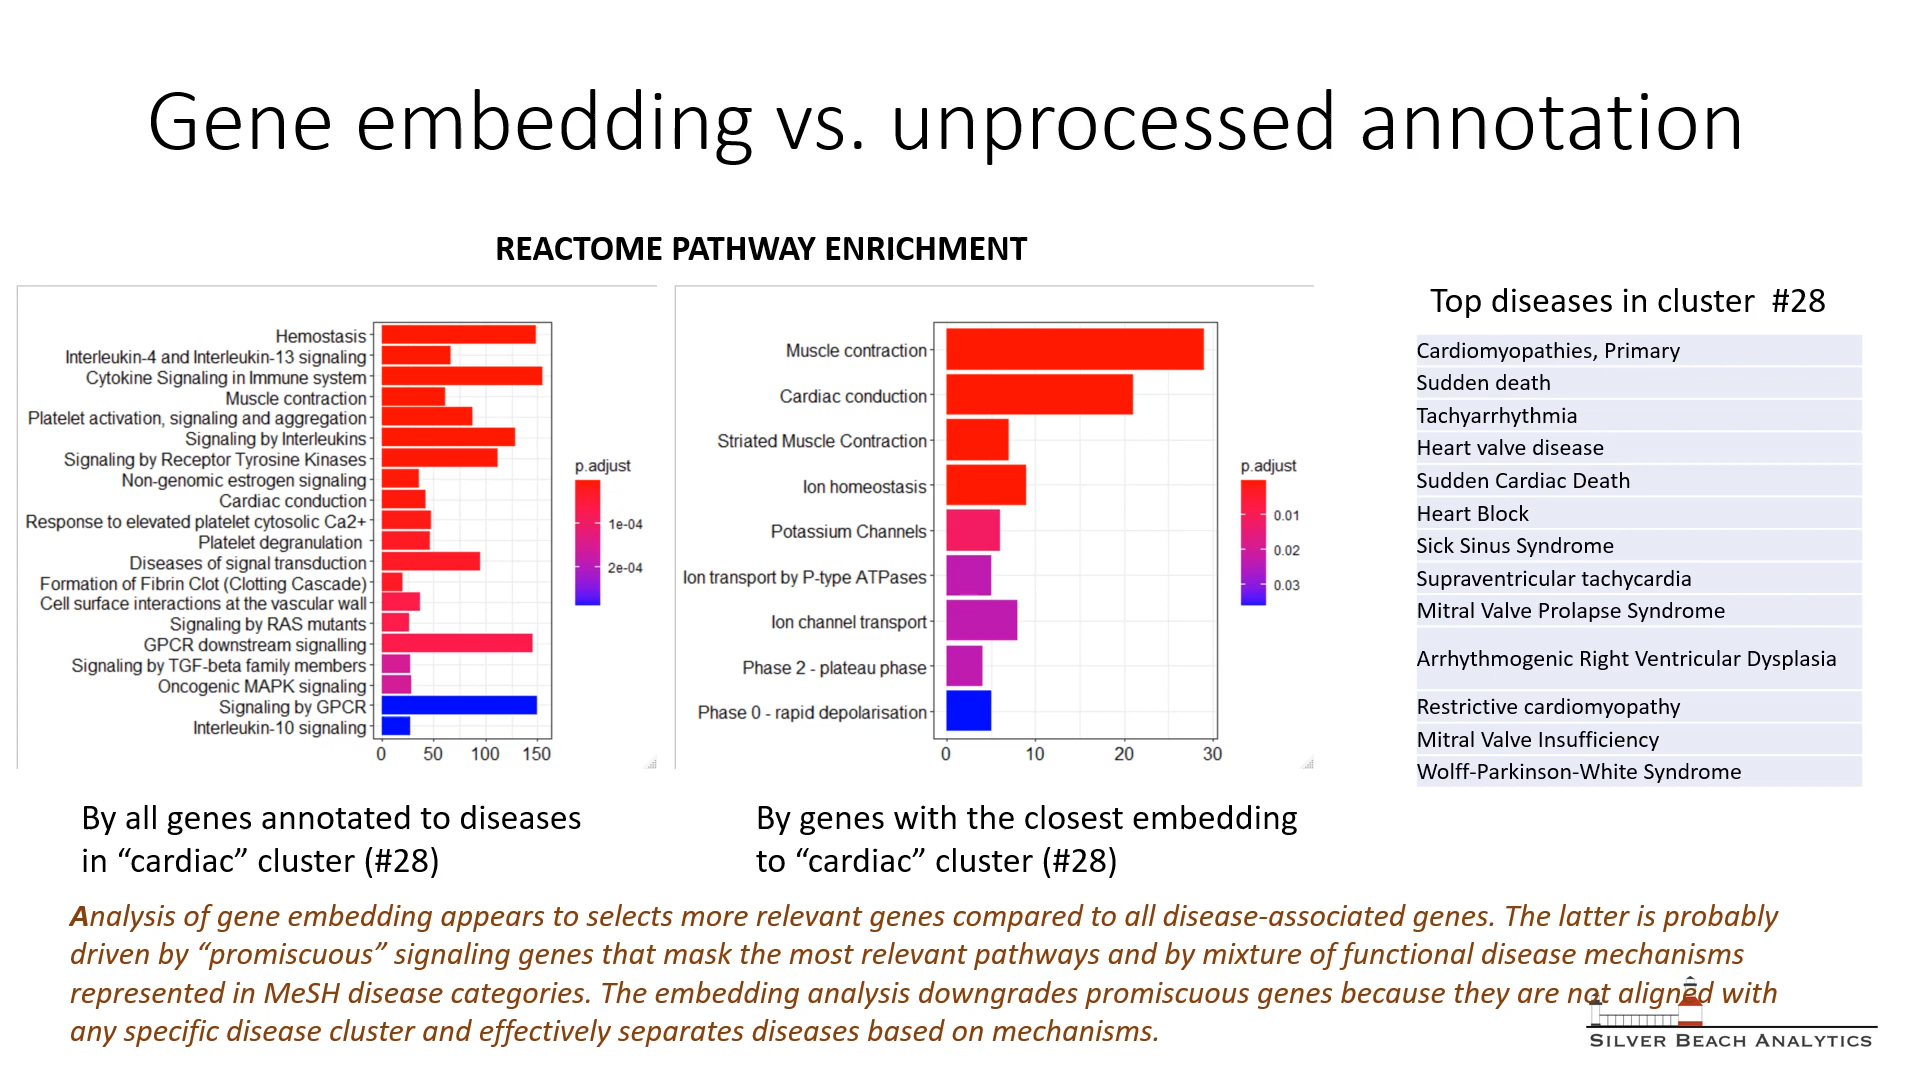 Gene embedding vs. unprocessed annotation
REACTOME PATHWAY ENRICHMENT
Hemostasis
Interleukin-4 and Interleukin-13 signaling
Cytokine Signaling in Immune system
Muscle contraction
Platelet activation, signaling and aggregation
Signaling by Interleukins
Signaling by Receptor Tyrosine Kinases
Non-genomic estrogen signaling
Cardiac conduction
Response to elevated platelet cytosolic Ca2+
Platelet degranulation
Diseases of signal transduction
Formation of Fibrin Clot (Clotting Cascade)
Cell surface interactions at the vascular wall
Signaling by RAS mutants
GPCR downstream signalling
Signaling by TGF-beta family members
Oncogenic MAPK signaling
Signaling by GPCR
Interleukin-10 signaling
0 50 100 150
p.adjust
1e-04
2e-04
By all genes annotated to diseases
in “cardiac” cluster (#28)
Muscle contraction
Cardiac conduction
Striated Muscle Contraction
Ion homeostasis
Potassium Channels
Ion transport by P-type ATPases
Ion channel transport
Phase 2 - plateau phase
Phase 0 - rapid depolarisation
0 10 20 30
p.adjust
0.01
0.02
0.03
By genes with the closest embedding
to “cardiac” cluster (#28)
Top diseases in cluster #28
Cardiomyopathies, Primary
Sudden death
Tachyarrhythmia
Heart valve disease
Sudden Cardiac Death
Heart Block
Sick Sinus Syndrome
Supraventricular tachycardia
Mitral Valve Prolapse Syndrome
Arrhythmogenic Right Ventricular Dysplasia
Restrictive cardiomyopathy
Mitral Valve Insufficiency
Wolff-Parkinson-White Syndrome
Analysis of gene embedding appears to selects more relevant genes compared to all disease-associated genes. The latter is probably
driven by “promiscuous” signaling genes that mask the most relevant pathways and by mixture of functional disease mechanisms
represented in MeSH disease categories. The embedding analysis downgrades promiscuous genes because they are not aligned with
any specific disease cluster and effectively separates diseases based on mechanisms.
SILVER BEACH ANALYTICS